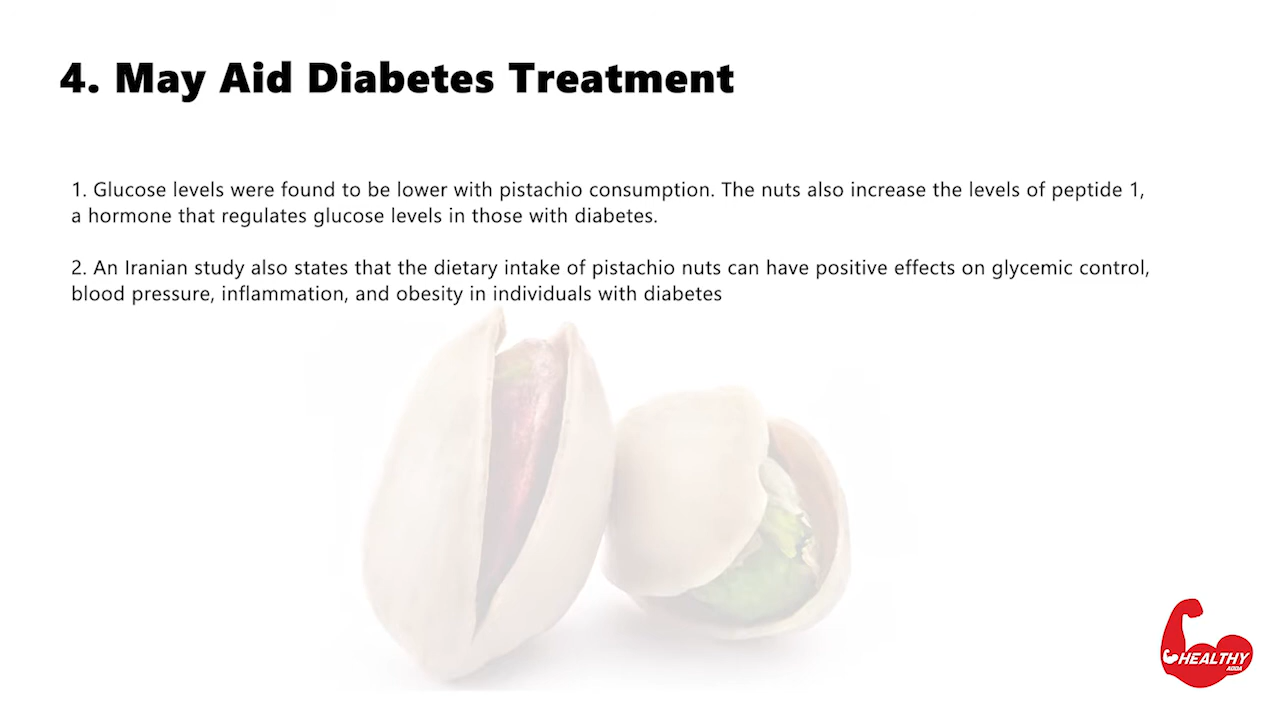 4. May Aid Diabetes Treatment
1. Glucose levels were found to be lower with pistachio consumption. The nuts also increase the levels of peptide 1,
a hormone that regulates glucose levels in those with diabetes.
2. An Iranian study also states that the dietary intake of pistachio nuts can have positive effects on glycemic control,
blood pressure, inflammation, and obesity in individuals with diabetes
HEALTHY
ADDA